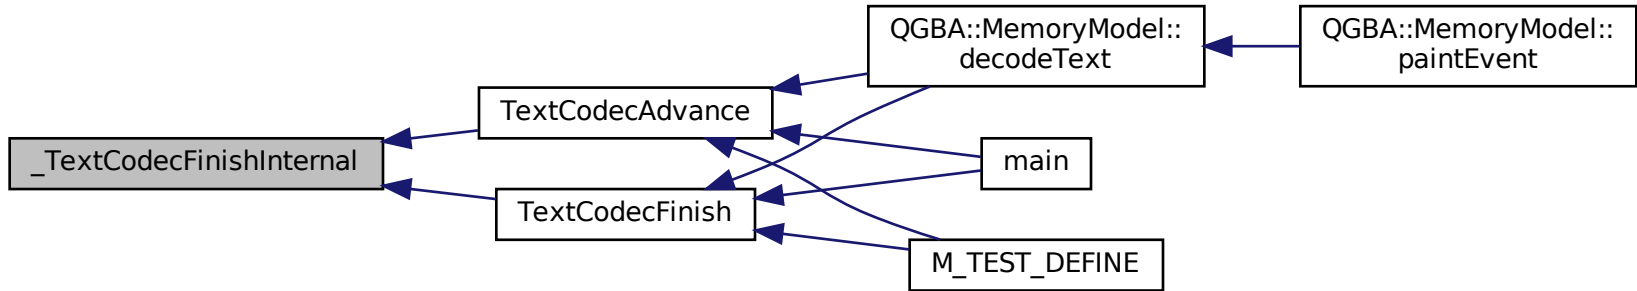 _TextCodecFinishInternal
TextCodecAdvance
TextCodecFinish
QGBA::MemoryModel::
decodeText
main
M_TEST_DEFINE
QGBA::MemoryModel::
paintEvent